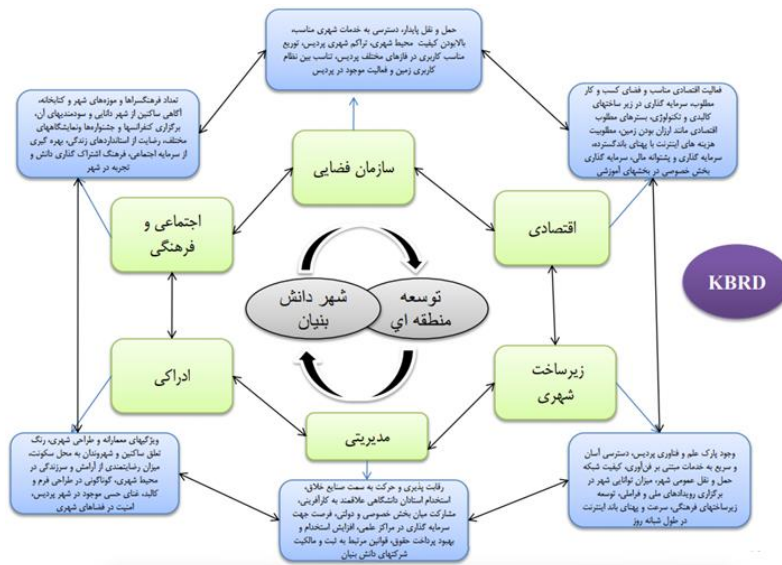 حمل و نقل پایدار، دسترسی به خدمات شهری مناسب،
بالابودن کیفیت محیط شهری، تراکم شهری پردیس، توزیع
مناسب کاربری در فازهای مختلف پردیس، تناسب بین نظام
کاربری زمین و فعالیت موجود در پردیس
فعالیت اقتصادی مناسب و فضای کسب و کار
مطلوب، سرمایه گذاری در زیر ساختهای
کالبدی و تکنولوژی، بسترهای مطلوب
اقتصادی مانند ارزان بودن زمین، مطلوبیت
هزینه های اینترنت با پهنای باندگسترده،
سرمایه گذاری و پشتوانه مالی، سرمایه گذاری
بخش خصوصی در بخشهای آموزشی
تعداد فرهنگسراها و موزه‌های شهر و کتابخانه،
آگاهی ساکنین از شهر دانایی و سودمندیهای آن،
برگزاری کنفرانسها و جشنواره‌ها ونمایشگاههای
مختلف، رضایت از استانداردهای زندگی، بهره گیری
از سرمایه اجتماعی، فرهنگ اشتراک گذاری دانش و
تجربه در شهر
سازمان فضایی
اقتصادی
اجتماعی و
فرهنگی
KBRD
توسعه
منطقه اي
شهر دانش
بنیان
زیرساخت
شهری
ادراکی
مدیریتی
وجود پارک علم و فناوری پردیس، دسترسی آسان
و سریع به خدمات مبتنی بر فن‌آوری، کیفیت شبکه
حمل و نقل عمومی شهر، میزان توانایی شهر در
برگزاری رویدادهای ملی و فراملی، توسعه
زیرساختهای فرهنگی، سرعت و پهنای باند اینترنت
در طول شبانه روز
ویژگیهای معمارانه و طراحی شهری، رنگ
تعلق ساکنین و شهروندان به محل سکونت،
میزان رضایتمندی از آرامش و سرزندگی در
محیط شهری، گوناگونی در طراحی فرم و
کالبد، غنای حسی موجود در شهر پردیس،
امنیت در فضاهای شهری
رقابت پذیری و حرکت به سمت صنایع خلاق،
استخدام استادان دانشگاهی علاقمند به کارآفرینی،
مشارکت میان بخش خصوصی و دولتی، فرصت جهت
سرمایه گذاری در مراکز علمی، افزایش استخدام و
بهبود پرداخت حقوق، قوانین مرتبط به ثبت و مالکیت
شرکتهای دانش بنیان